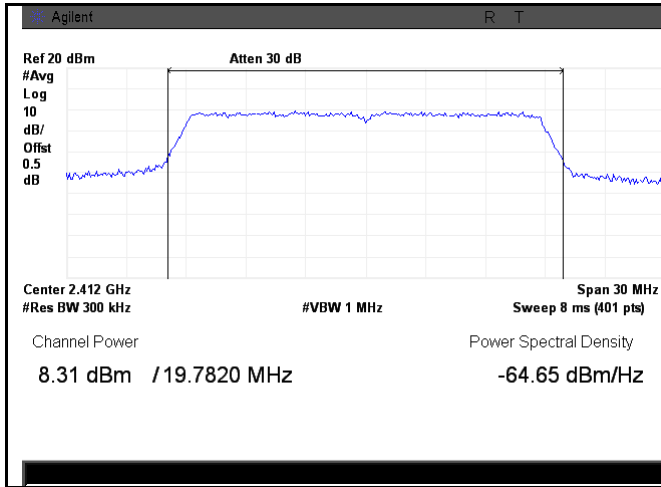 Agilent R T
Ref 20 dBm Atten 30 dB
#Avg
Log
10
dB/
Offst
0.5
dB
Center 2.412 GHz Span 30 MHz
#Res BW 300 kHz #VBW 1 MHz Sweep 8 ms (401 pts)
Channel Power Power Spectral Density
8.31 dBm / 19.7820 MHz -64.65 dBm/Hz